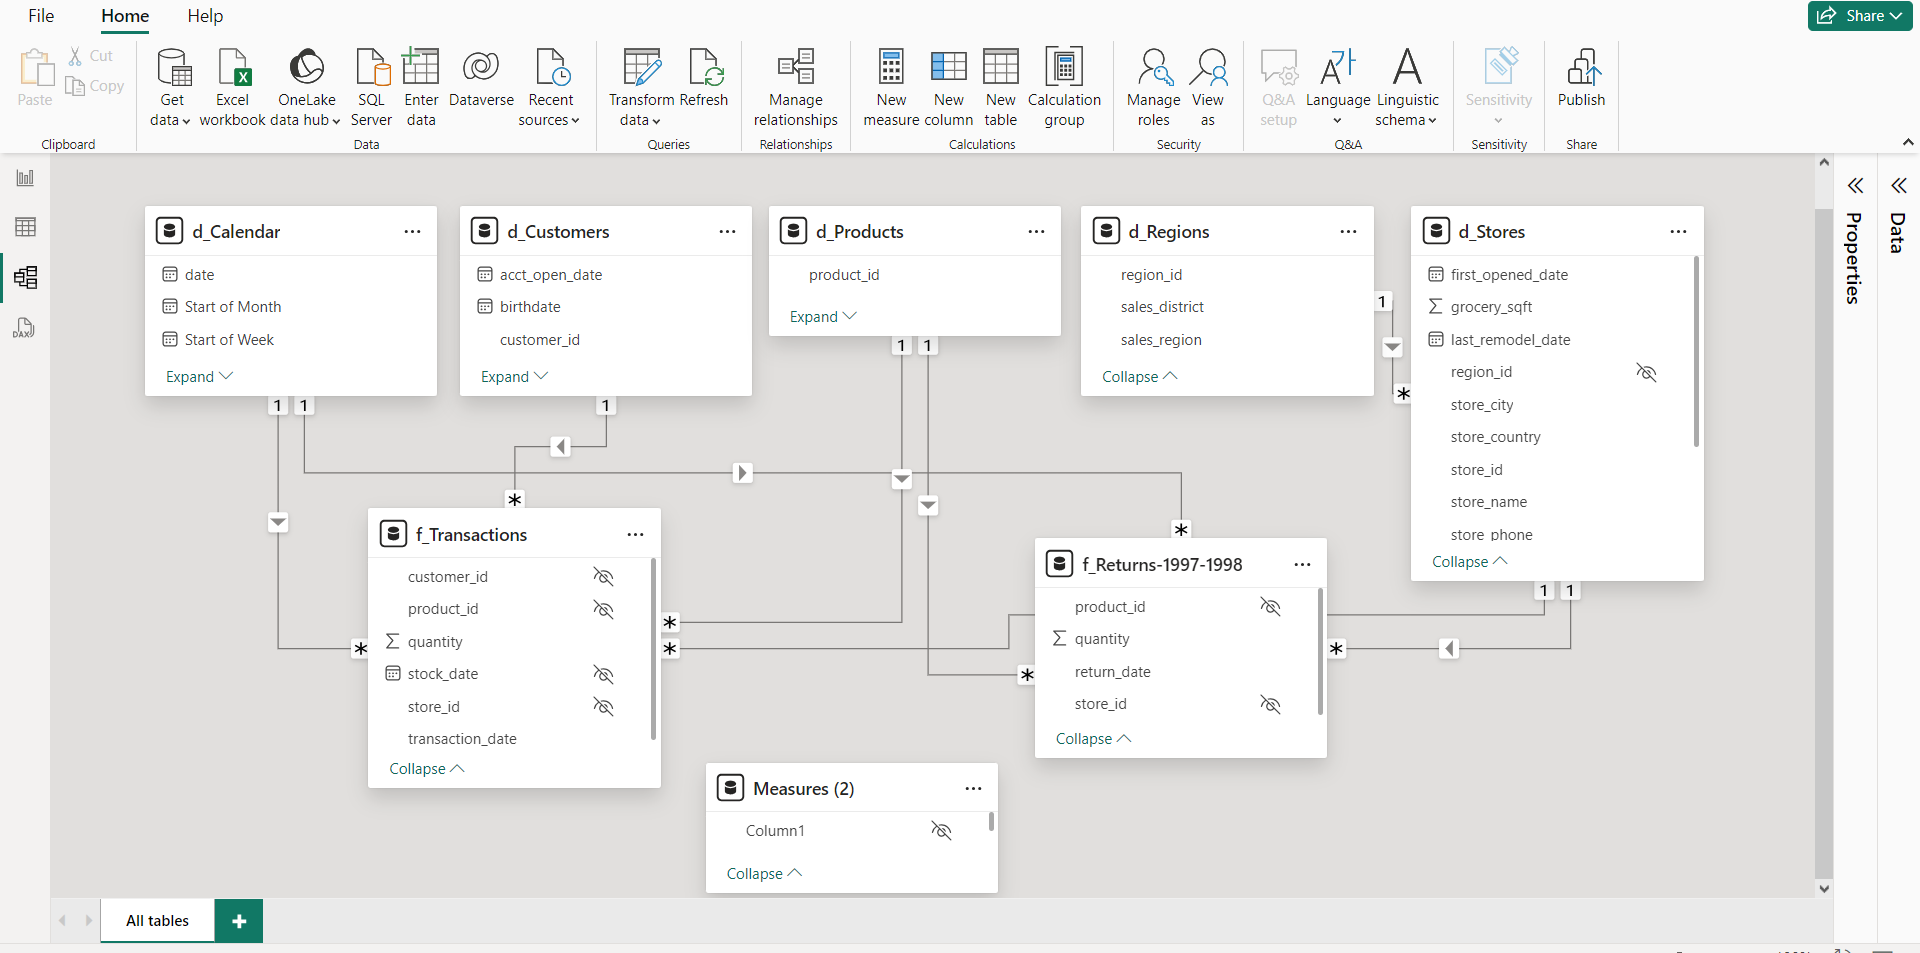 File Home Help
Share
Paste
Cut
Copy
Get data
Excel workbook
OneLake data hub
SQL Server
Enter data
Dataverse
Recent sources
Transform data
Refresh
Manage relationships
New measure
New column
New table
Calculation group
Manage roles
View as
Q&A setup
Language
Linguistic schema
Sensitivity
Publish
Clipboard
Data
Queries
Relationships
Calculations
Security
Q&A
Sensitivity
Share
d_Calendar
date
Start of Month
Start of Week
Expand
d_Customers
acct_open_date
birthdate
customer_id
Expand
d_Products
product_id
Expand
d_Regions
region_id
sales_district
sales_region
Collapse
d_Stores
first_opened_date
grocery_sqft
last_remodel_date
region_id
store_city
store_country
store_id
store_name
store_phone
Collapse
1
*
1
1
1
1
1
*
*
f_Transactions
customer_id
product_id
quantity
stock_date
store_id
transaction_date
Collapse
*
*
*
f_Returns-1997-1998
product_id
quantity
return_date
store_id
Collapse
*
*
1
1
Measures (2)
Column1
Collapse
Properties
Data
DAX
All tables
+